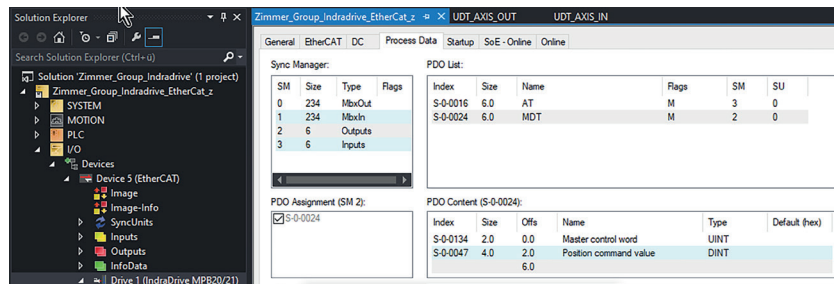 Solution Explorer
Search Solution Explorer (Ctrl+ü)
Solution 'Zimmer_Group_Indradrive' (1 project)
Zimmer_Group_Indradrive_EtherCat_z
SYSTEM
MOTION
PLC
I/O
Devices
Device 5 (EtherCAT)
Image
Image-Info
SyncUnits
Inputs
Outputs
InfoData
Drive 1 (IndraDrive MPB20/21)
Zimmer_Group_Indradrive_EtherCat_z UDT_AXIS_OUT UDT_AXIS_IN
General EtherCAT DC Process Data Startup SoE - Online Online
Sync Manager:
SM Size Type Flags
0 234 MbxOut
1 234 MbxIn
2 6 Outputs
3 6 Inputs
PDO List:
Index Size Name Flags SM SU
S-0-0016 6.0 AT M 3 0
S-0-0024 6.0 MDT M 2 0
PDO Assignment (SM 2):
S-0-0024
PDO Content (S-0-0024):
Index Size Offs Name Type Default (hex)
S-0-0134 2.0 0.0 Master control word UINT
S-0-0047 4.0 2.0 Position command value DINT
6.0